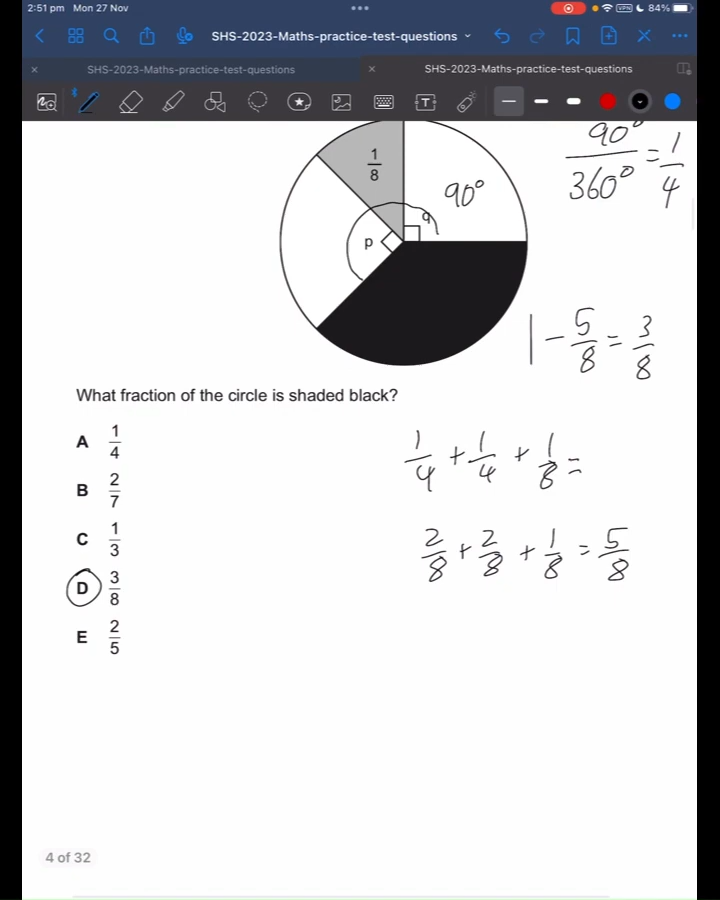 2:51 pm Mon 27 Nov
VPN 84%
SHS-2023-Maths-practice-test-questions
SHS-2023-Maths-practice-test-questions
SHS-2023-Maths-practice-test-questions
T
90°/360° = 1/4
1/8
90°
q
p
1 - 5/8 = 3/8
What fraction of the circle is shaded black?
A 1/4
B 2/7
C 1/3
D 3/8
E 2/5
1/4 + 1/4 + 1/8 =
2/8 + 2/8 + 1/8 = 5/8
4 of 32